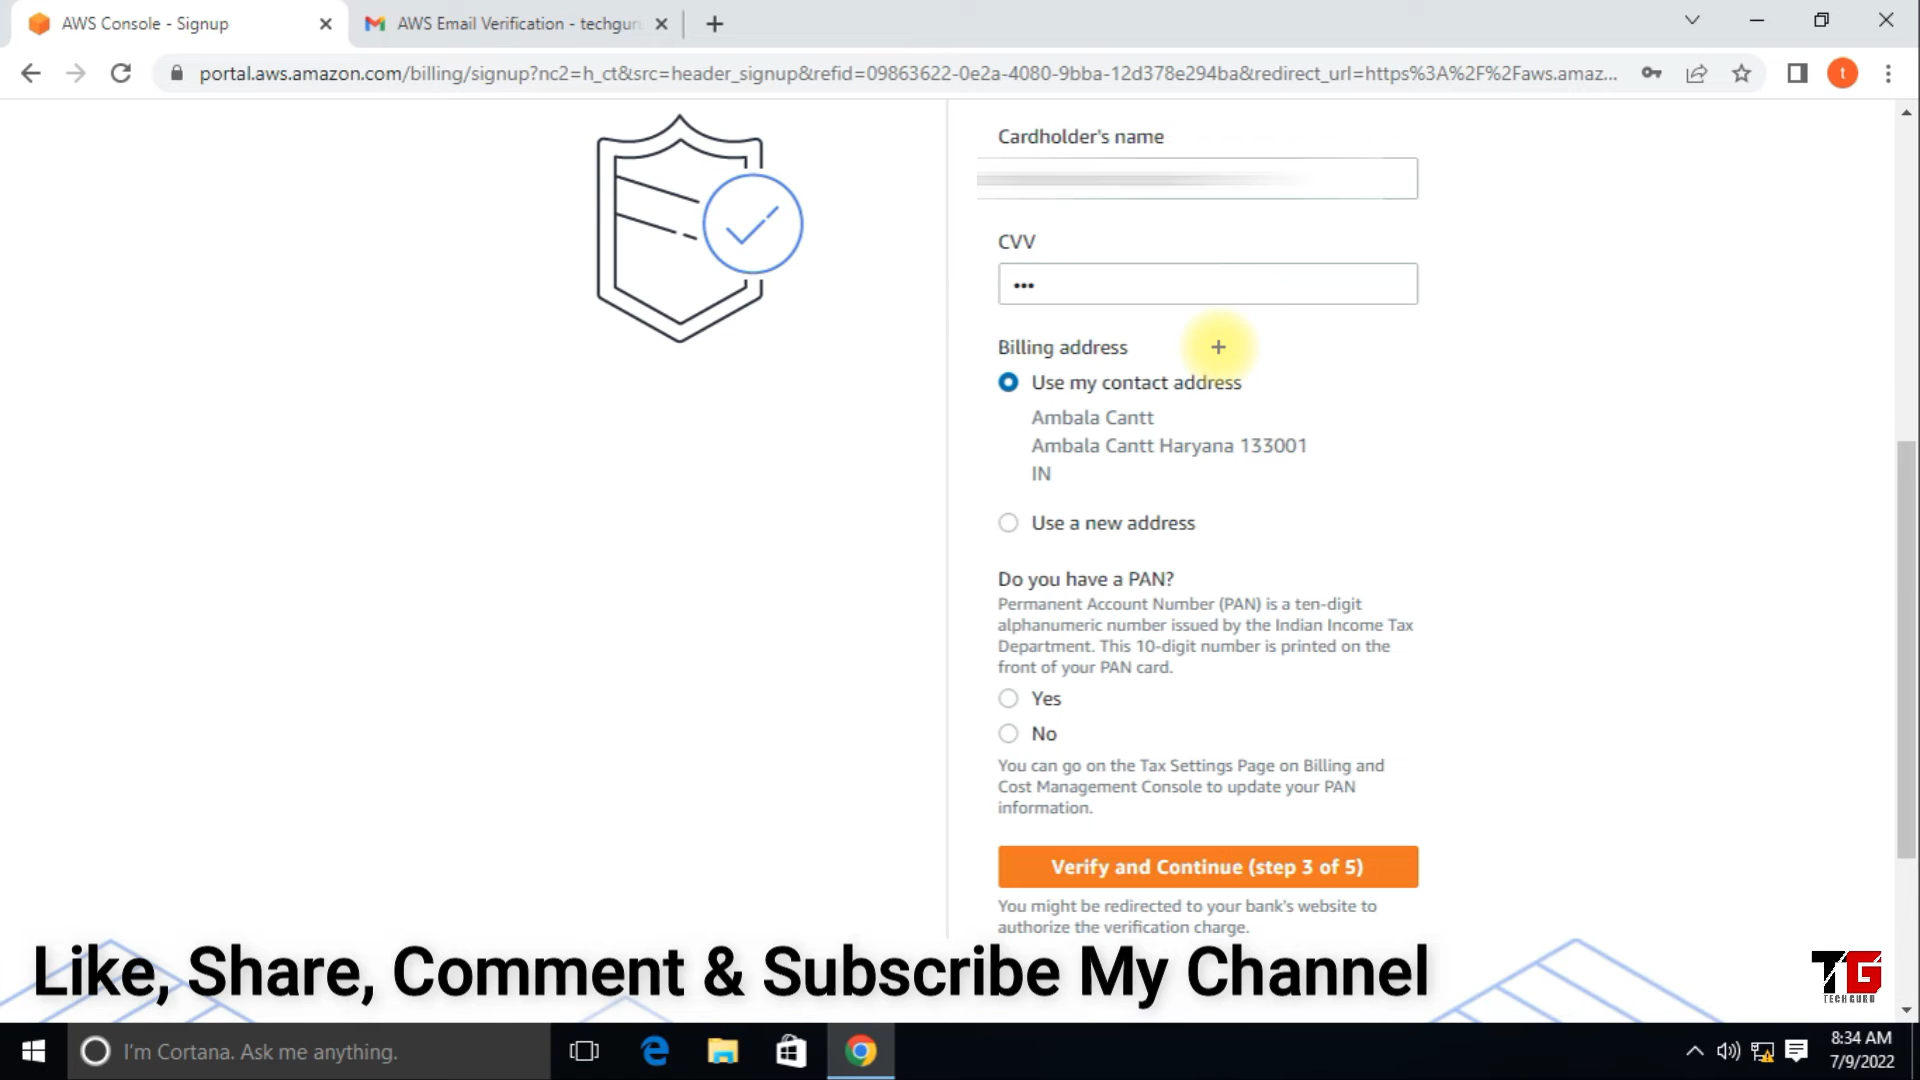 AWS Console - Signup
AWS Email Verification - techguru
portal.aws.amazon.com/billing/signup?nc2=h_ct&src=header_signup&refid=09863622-0e2a-4080-9bba-12d378e294ba&redirect_url=https%3A%2F%2Faws.amaz...
t
Cardholder's name
CVV
•••
Billing address
Use my contact address
Ambala Cantt
Ambala Cantt Haryana 133001
IN
Use a new address
Do you have a PAN?
Permanent Account Number (PAN) is a ten-digit
alphanumeric number issued by the Indian Income Tax
Department. This 10-digit number is printed on the
front of your PAN card.
Yes
No
You can go on the Tax Settings Page on Billing and
Cost Management Console to update your PAN
information.
Verify and Continue (step 3 of 5)
You might be redirected to your bank's website to
authorize the verification charge.
Like, Share, Comment & Subscribe My Channel
TG
TECH GURU
I'm Cortana. Ask me anything.
8:34 AM
7/9/2022